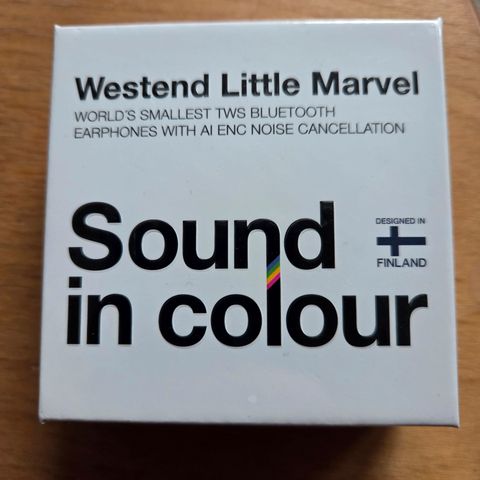 Westend Little Marvel
WORLD'S SMALLEST TWS BLUETOOTH
EARPHONES WITH AI ENC NOISE CANCELLATION
Sound
in colour
DESIGNED IN
FINLAND